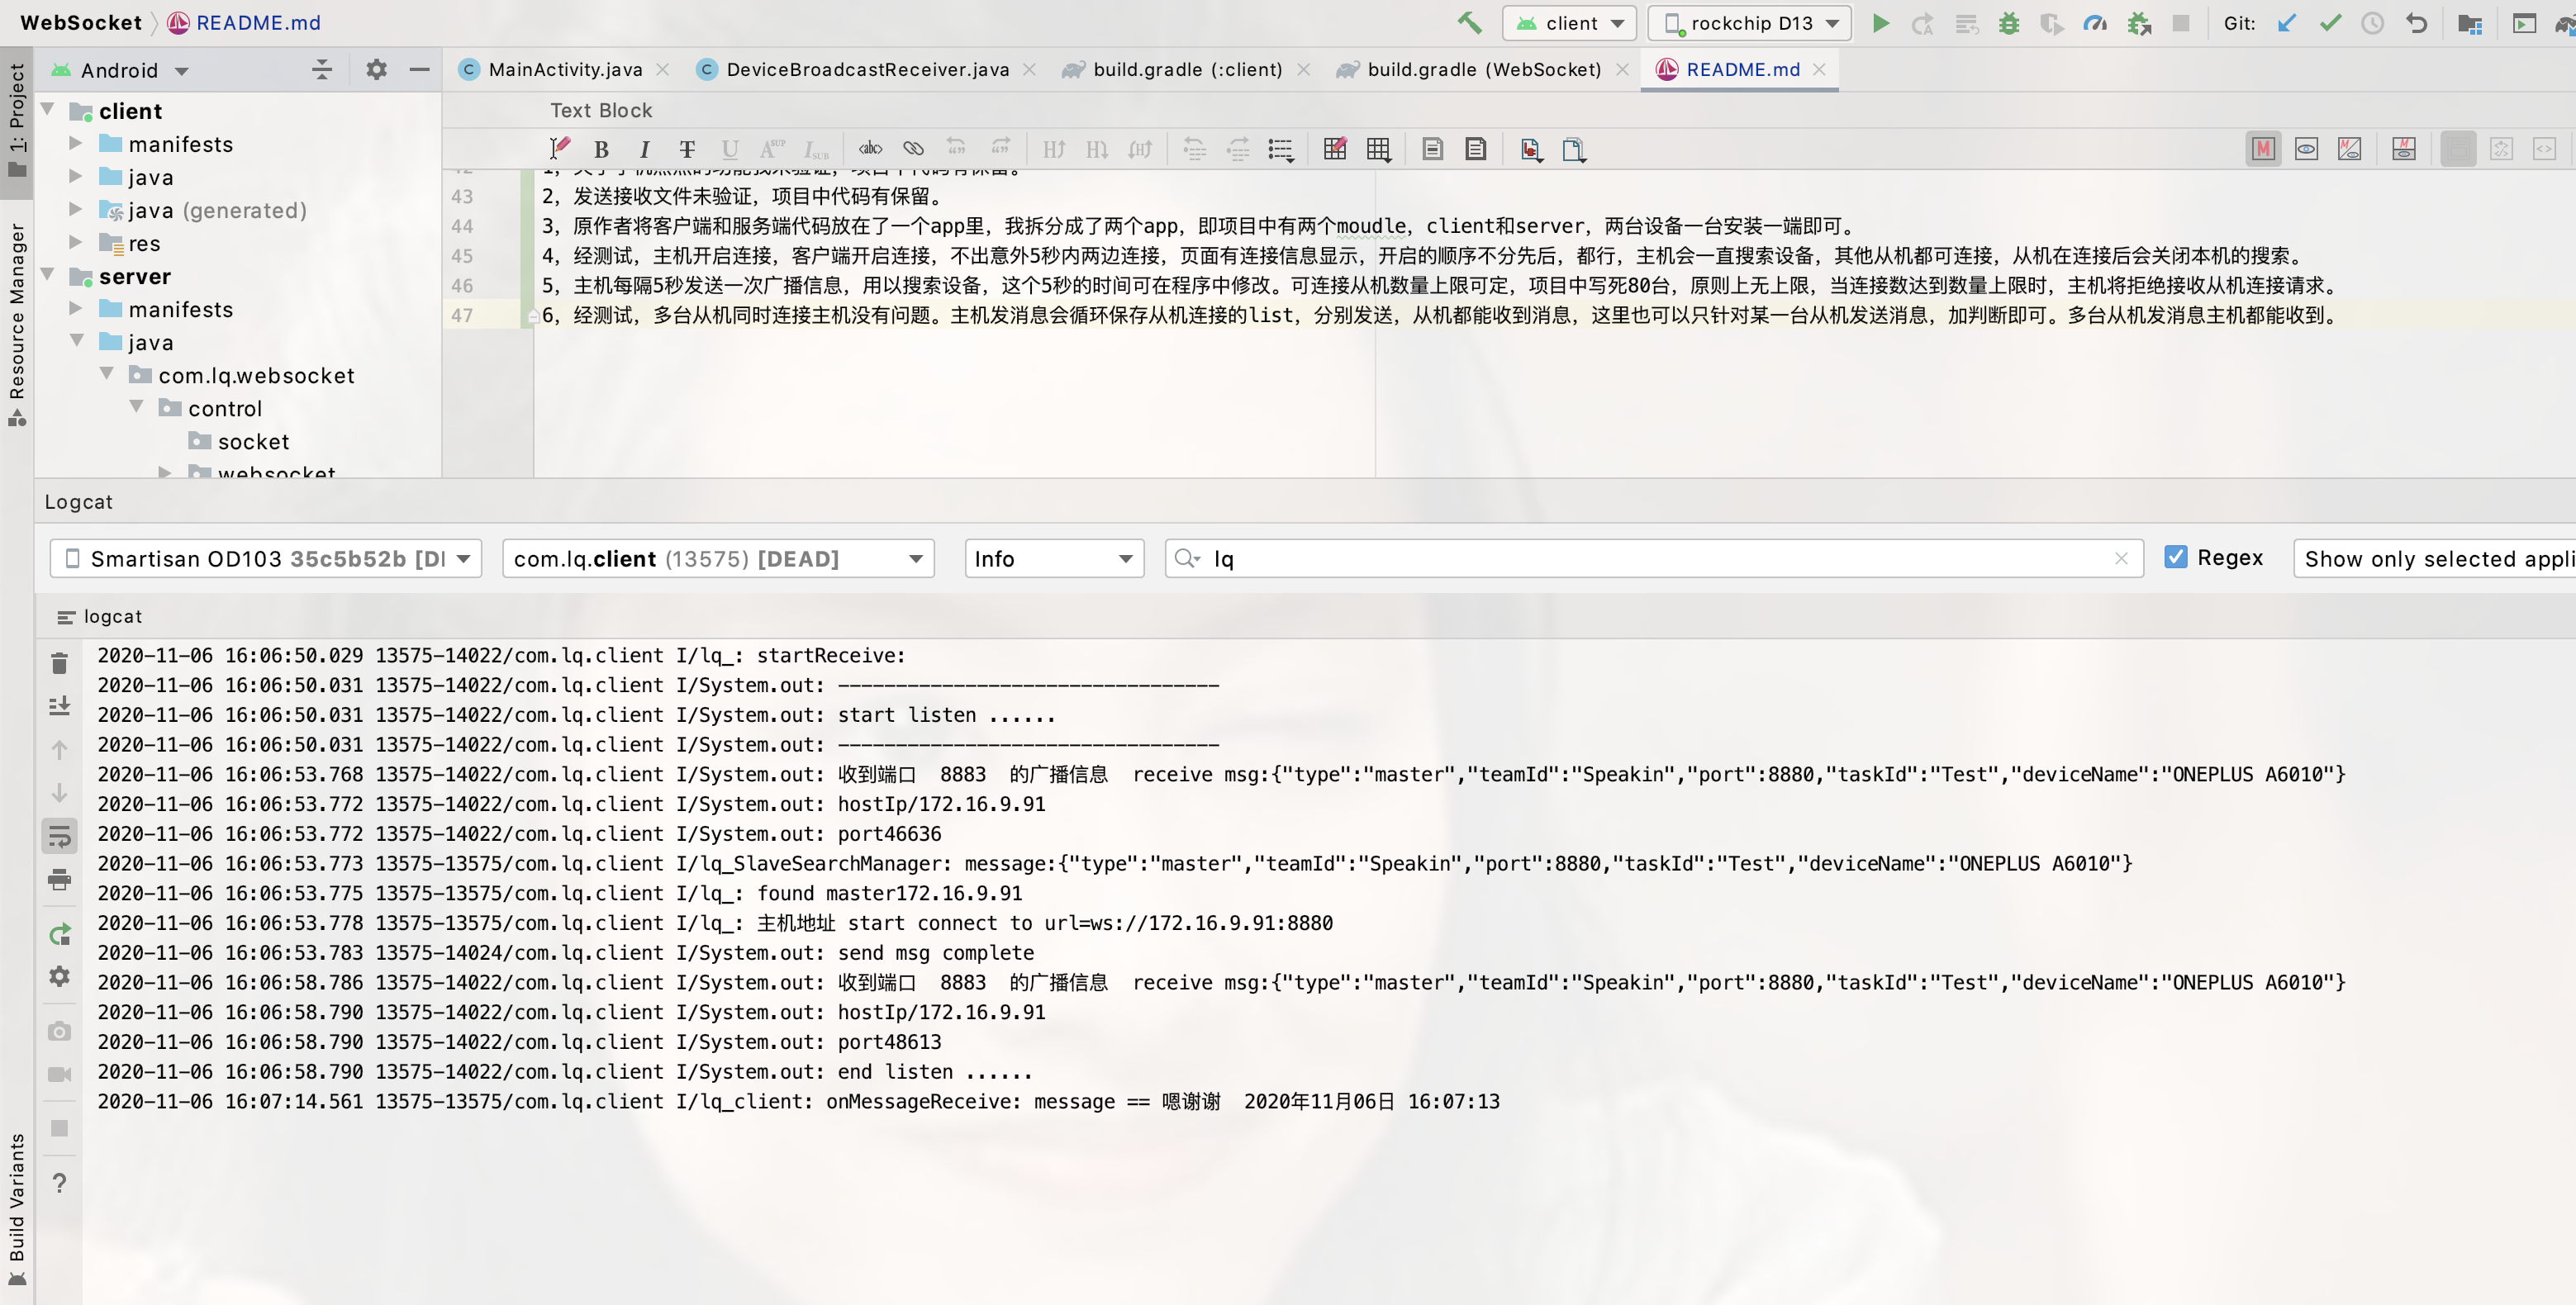 WebSocket README.md client rockchip D13 Git:
1: Project
Android
MainActivity.java DeviceBroadcastReceiver.java build.gradle (:client) build.gradle (WebSocket) README.md
client
manifests
java
java (generated)
res
server
manifests
java
com.lq.websocket
control
socket
websocket
Resource Manager
Text Block
43 2，发送接收文件未验证，项目中代码有保留。
44 3，原作者将客户端和服务端代码放在了一个app里，我拆分成了两个app，即项目中有两个moudle，client和server，两台设备一台安装一端即可。
45 4，经测试，主机开启连接，客户端开启连接，不出意外5秒内两边连接，页面有连接信息显示，开启的顺序不分先后，都行，主机会一直搜索设备，其他从机都可连接，从机在连接后会关闭本机的搜索。
46 5，主机每隔5秒发送一次广播信息，用以搜索设备，这个5秒的时间可在程序中修改。可连接从机数量上限可定，项目中写死80台，原则上无上限，当连接数达到数量上限时，主机将拒绝接收从机连接请求。
47 6，经测试，多台从机同时连接主机没有问题。主机发消息会循环保存从机连接的list，分别发送，从机都能收到消息，这里也可以只针对某一台从机发送消息，加判断即可。多台从机发消息主机都能收到。
Logcat
Smartisan OD103 35c5b52b [DI com.lq.client (13575) [DEAD] Info lq Regex Show only selected appli
logcat
2020-11-06 16:06:50.029 13575-14022/com.lq.client I/lq_: startReceive:
2020-11-06 16:06:50.031 13575-14022/com.lq.client I/System.out: ---------------------------------
2020-11-06 16:06:50.031 13575-14022/com.lq.client I/System.out: start listen ......
2020-11-06 16:06:50.031 13575-14022/com.lq.client I/System.out: ---------------------------------
2020-11-06 16:06:53.768 13575-14022/com.lq.client I/System.out: 收到端口  8883  的广播信息  receive msg:{"type":"master","teamId":"Speakin","port":8880,"taskId":"Test","deviceName":"ONEPLUS A6010"}
2020-11-06 16:06:53.772 13575-14022/com.lq.client I/System.out: hostIp/172.16.9.91
2020-11-06 16:06:53.772 13575-14022/com.lq.client I/System.out: port46636
2020-11-06 16:06:53.773 13575-13575/com.lq.client I/lq_SlaveSearchManager: message:{"type":"master","teamId":"Speakin","port":8880,"taskId":"Test","deviceName":"ONEPLUS A6010"}
2020-11-06 16:06:53.775 13575-13575/com.lq.client I/lq_: found master172.16.9.91
2020-11-06 16:06:53.778 13575-13575/com.lq.client I/lq_: 主机地址 start connect to url=ws://172.16.9.91:8880
2020-11-06 16:06:53.783 13575-14024/com.lq.client I/System.out: send msg complete
2020-11-06 16:06:58.786 13575-14022/com.lq.client I/System.out: 收到端口  8883  的广播信息  receive msg:{"type":"master","teamId":"Speakin","port":8880,"taskId":"Test","deviceName":"ONEPLUS A6010"}
2020-11-06 16:06:58.790 13575-14022/com.lq.client I/System.out: hostIp/172.16.9.91
2020-11-06 16:06:58.790 13575-14022/com.lq.client I/System.out: port48613
2020-11-06 16:06:58.790 13575-14022/com.lq.client I/System.out: end listen ......
2020-11-06 16:07:14.561 13575-13575/com.lq.client I/lq_client: onMessageReceive: message == 嗯谢谢  2020年11月06日 16:07:13
Build Variants